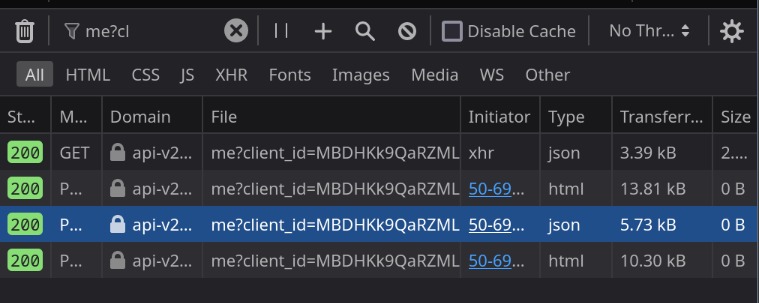 me?cl Disable Cache No Thr...
All HTML CSS JS XHR Fonts Images Media WS Other
St... M... Domain File Initiator Type Transferr... Size
200 GET api-v2... me?client_id=MBDHKk9QaRZML xhr json 3.39 kB 2....
200 P... api-v2... me?client_id=MBDHKk9QaRZML 50-69... html 13.81 kB 0 B
200 P... api-v2... me?client_id=MBDHKk9QaRZML 50-69... json 5.73 kB 0 B
200 P... api-v2... me?client_id=MBDHKk9QaRZML 50-69... html 10.30 kB 0 B